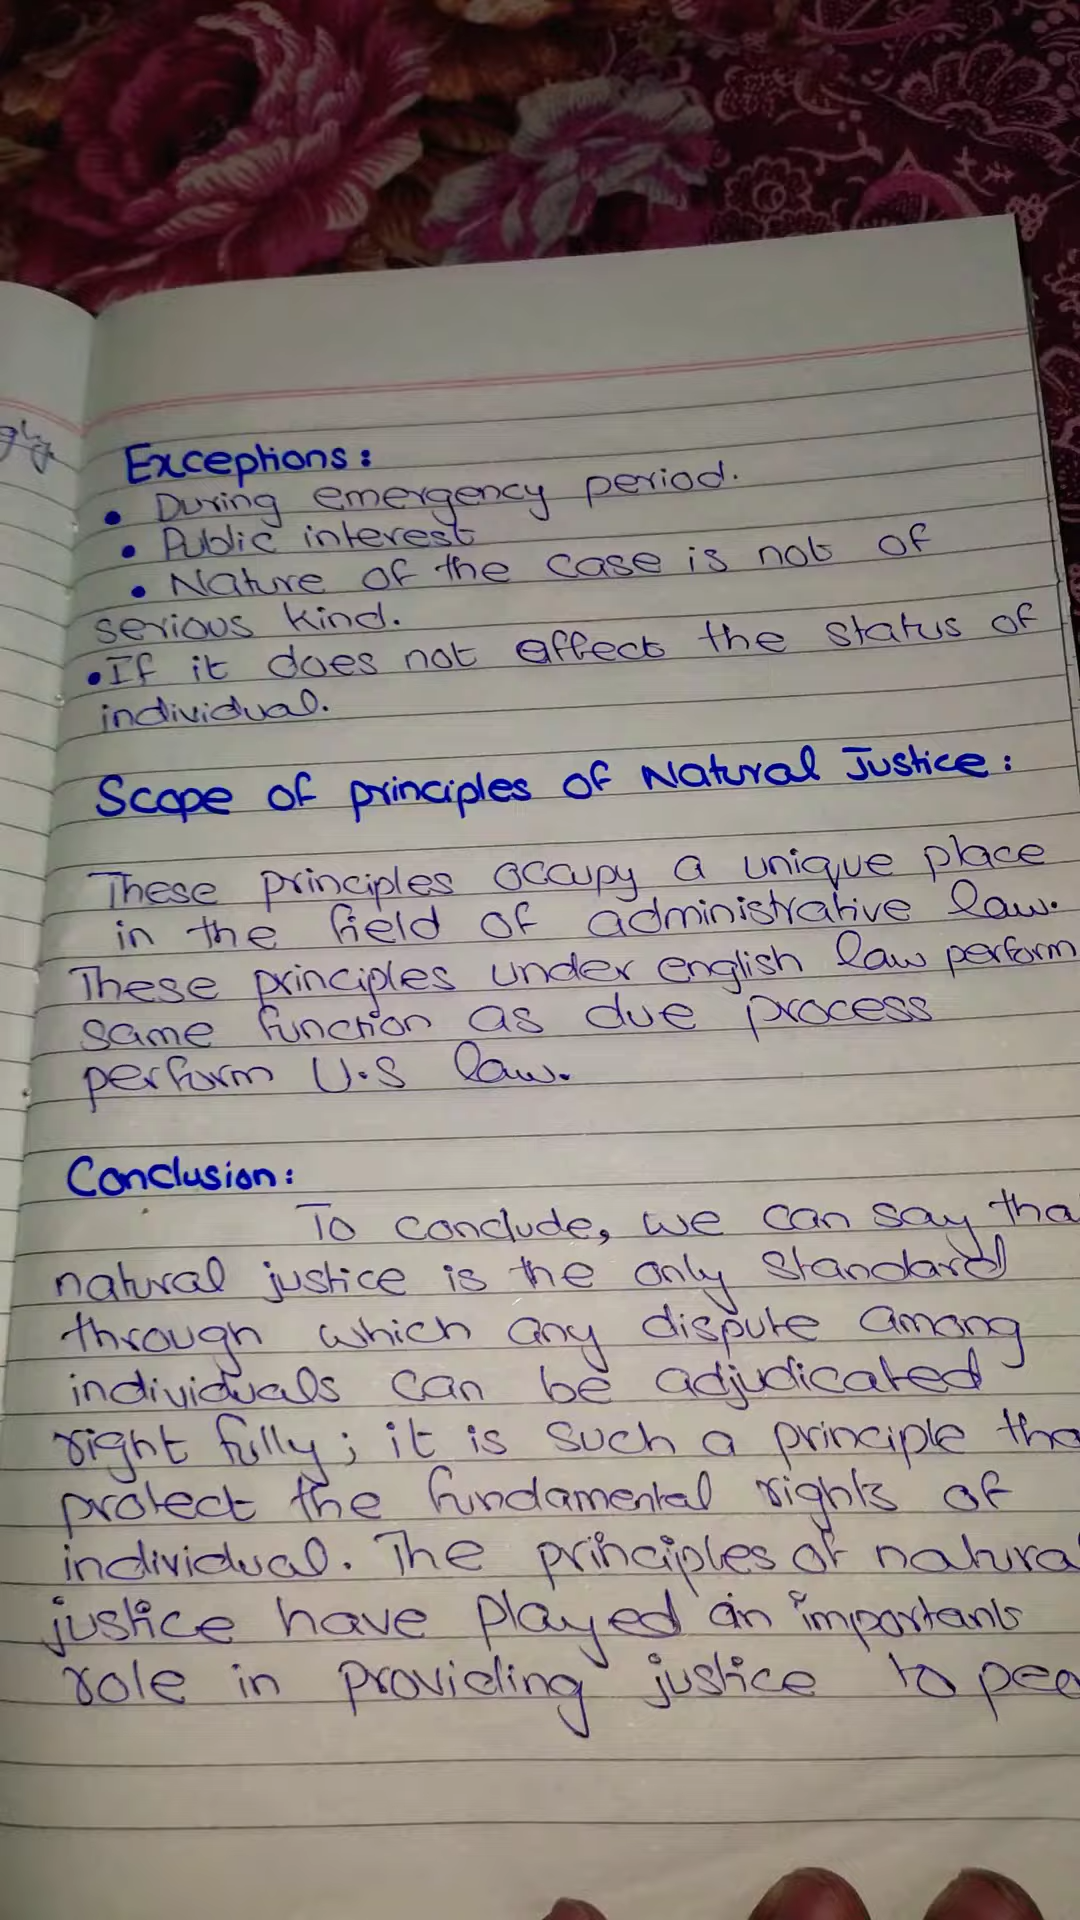 Exceptions:
• During emergency period.
• Public interest
• Nature of the case is not of
serious kind.
• If it does not effect the status of
individual.
Scope of principles of Natural Justice:
These principles occupy a unique place
in the field of administrative law.
These principles under english law perform
same function as due process
perform U.S law.
Conclusion:
To conclude, we can say tha
natural justice is the only standard
through which any dispute among
individuals can be adjudicated
right fully; it is such a principle tha
protect the fundamental rights of
individual. The principles of natura
justice have played an important
role in providing justice to peo